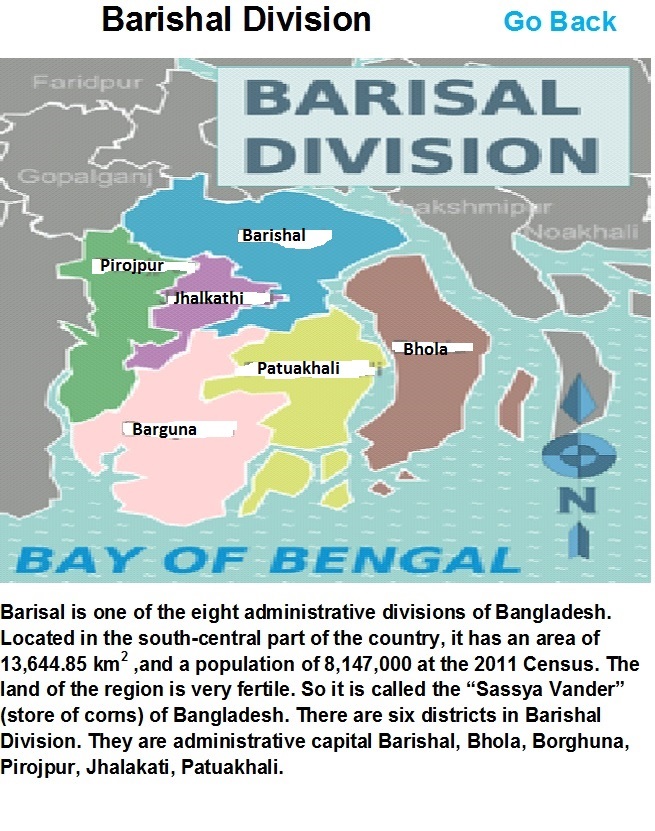 Barishal Division
Go Back
Faridpur
BARISAL
DIVISION
Gopalganj
Lakshmipur
Noakhali
Barishal
Pirojpur
Jhalkathi
Bhola
Patuakhali
Barguna
N
BAY OF BENGAL
Barisal is one of the eight administrative divisions of Bangladesh.
Located in the south-central part of the country, it has an area of
13,644.85 km² ,and a population of 8,147,000 at the 2011 Census. The
land of the region is very fertile. So it is called the “Sassya Vander”
(store of corns) of Bangladesh. There are six districts in Barishal
Division. They are administrative capital Barishal, Bhola, Borghuna,
Pirojpur, Jhalakati, Patuakhali.